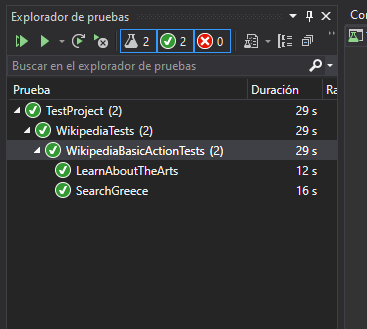 Explorador de pruebas
2 2 0
Buscar en el explorador de pruebas
Prueba Duración Ra
TestProject (2) 29 s
WikipediaTests (2) 29 s
WikipediaBasicActionTests (2) 29 s
LearnAboutTheArts 12 s
SearchGreece 16 s
Co